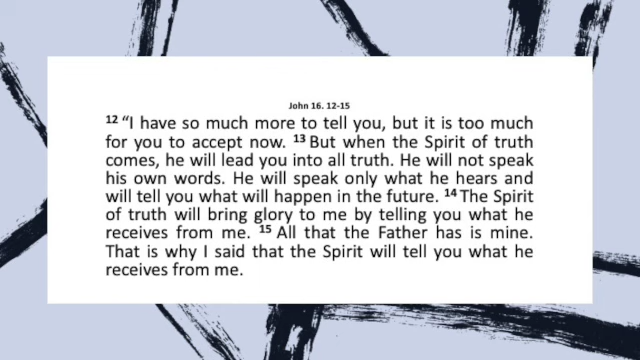 John 16. 12-15
12 “I have so much more to tell you, but it is too much
for you to accept now. 13 But when the Spirit of truth
comes, he will lead you into all truth. He will not speak
his own words. He will speak only what he hears and
will tell you what will happen in the future. 14 The Spirit
of truth will bring glory to me by telling you what he
receives from me. 15 All that the Father has is mine.
That is why I said that the Spirit will tell you what he
receives from me.